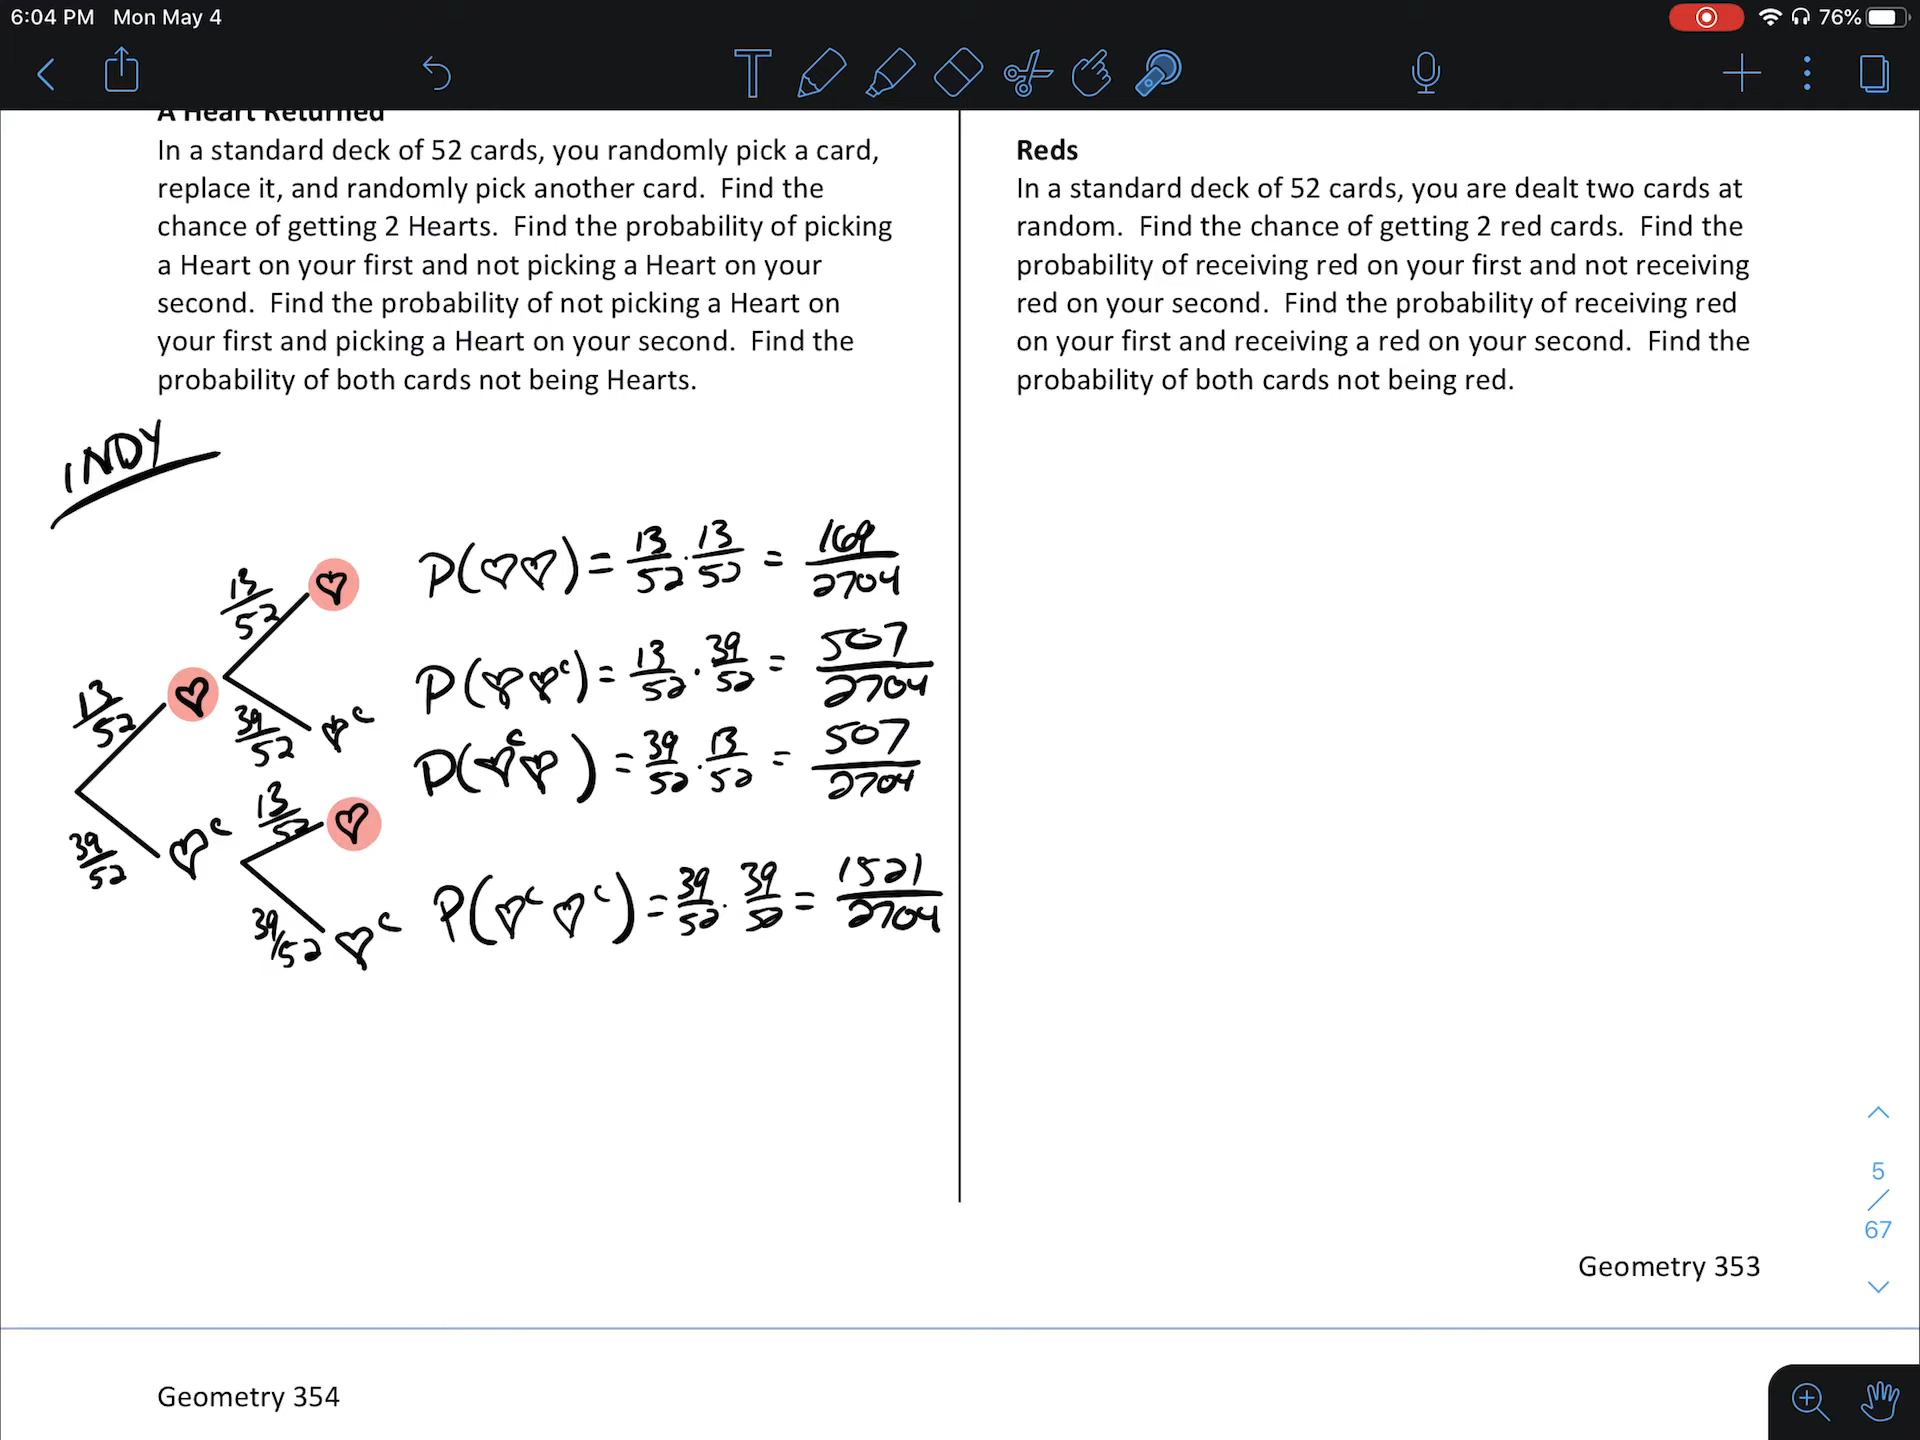 6:04 PM Mon May 4
76%
A Heart Returned
In a standard deck of 52 cards, you randomly pick a card,
replace it, and randomly pick another card. Find the
chance of getting 2 Hearts. Find the probability of picking
a Heart on your first and not picking a Heart on your
second. Find the probability of not picking a Heart on
your first and picking a Heart on your second. Find the
probability of both cards not being Hearts.
INDY
13/52
♡
13/52
♡
39/52
♡ᶜ
39/52
♡ᶜ
13/52
♡
39/52
♡ᶜ
P(♡♡) = 13/52 · 13/52 = 169/2704
P(♡♡ᶜ) = 13/52 · 39/52 = 507/2704
P(♡ᶜ♡) = 39/52 · 13/52 = 507/2704
P(♡ᶜ♡ᶜ) = 39/52 · 39/52 = 1521/2704
Reds
In a standard deck of 52 cards, you are dealt two cards at
random. Find the chance of getting 2 red cards. Find the
probability of receiving red on your first and not receiving
red on your second. Find the probability of receiving red
on your first and receiving a red on your second. Find the
probability of both cards not being red.
5
/
67
Geometry 353
Geometry 354